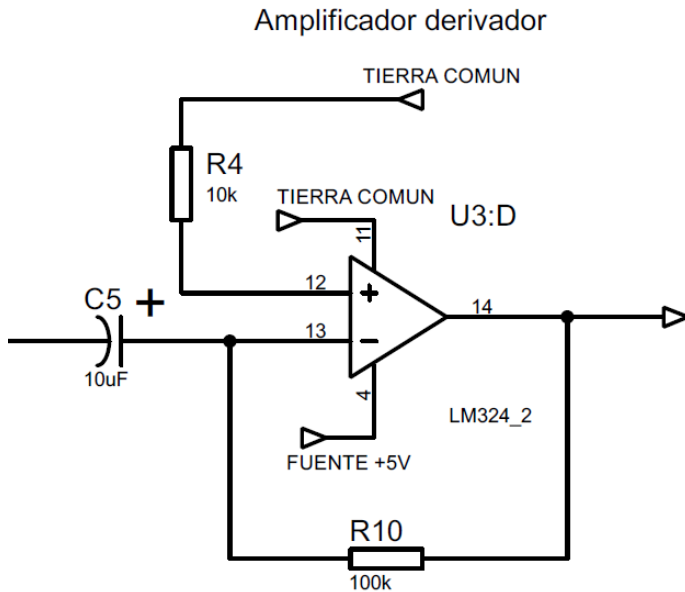 Amplificador derivador
TIERRA COMUN
R4
10k
TIERRA COMUN
U3:D
11
12
+
C5 +
13
-
14
10uF
4
LM324_2
FUENTE +5V
R10
100k